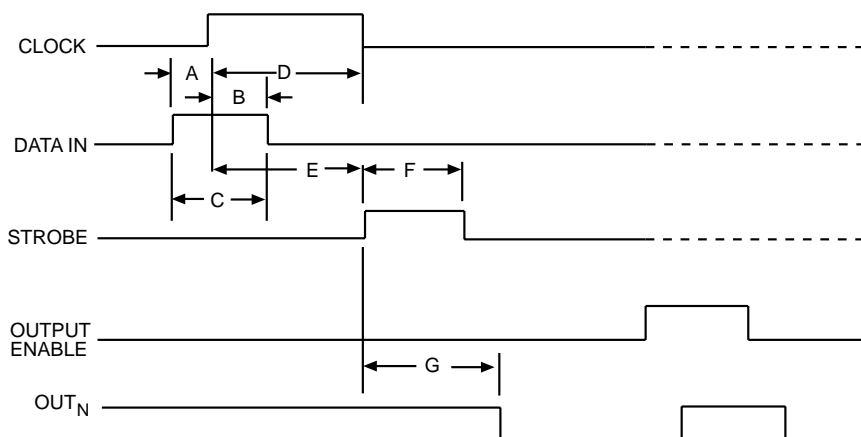 CLOCK
A
D
B
DATA IN
E
F
C
STROBE
OUTPUT
ENABLE
G
OUTN